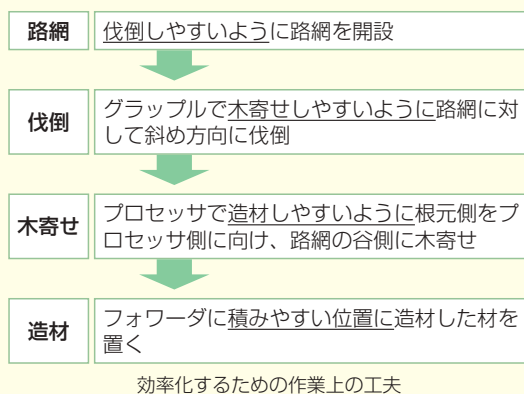 路網
伐倒しやすいように路網を開設
伐倒
グラップルで木寄せしやすいように路網に対
して斜め方向に伐倒
木寄せ
プロセッサで造材しやすいように根元側をプ
ロセッサ側に向け、路網の谷側に木寄せ
造材
フォワーダに積みやすい位置に造材した材を
置く
効率化するための作業上の工夫